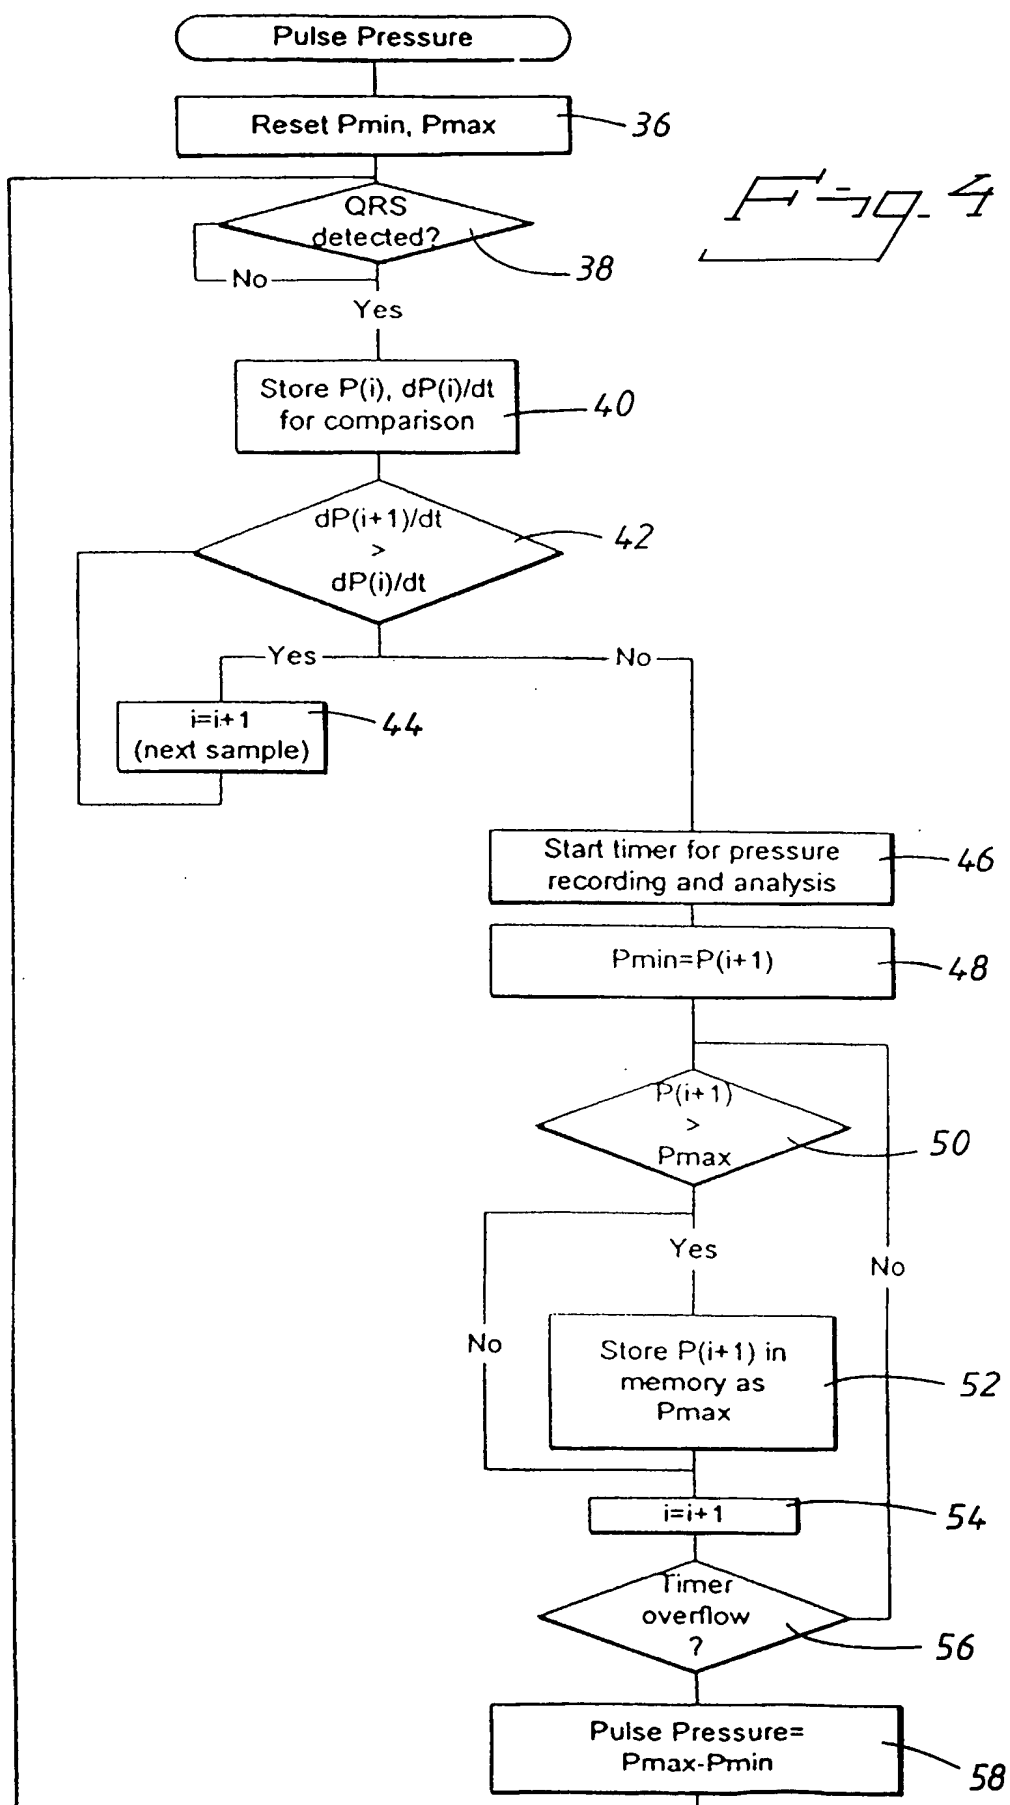 Pulse Pressure
Reset Pmin, Pmax
36
Fig. 4
QRS
detected?
38
No
Yes
Store P(i), dP(i)/dt
for comparison
40
dP(i+1)/dt
>
dP(i)/dt
42
Yes
No
i=i+1
(next sample)
44
Start timer for pressure
recording and analysis
46
Pmin=P(i+1)
48
P(i+1)
>
Pmax
50
Yes
No
No
Store P(i+1) in
memory as
Pmax
52
i=i+1
54
Timer
overflow
?
56
Pulse Pressure=
Pmax-Pmin
58